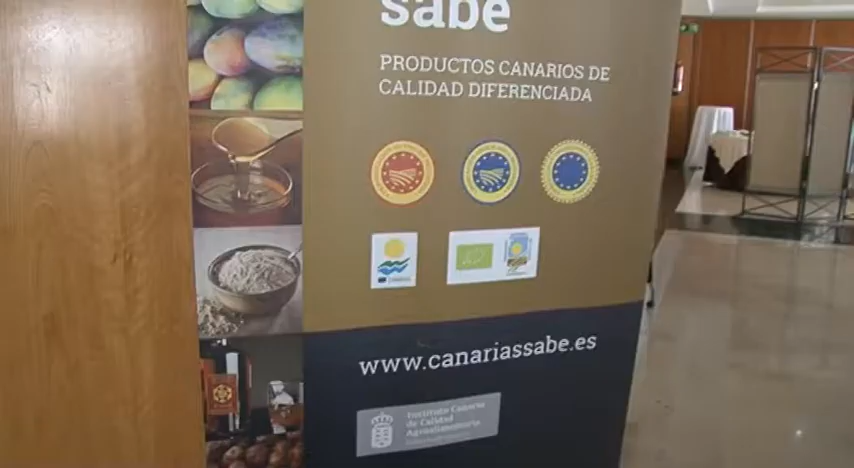 sabe
PRODUCTOS CANARIOS DE
CALIDAD DIFERENCIADA
www.canariassabe.es
Instituto Canario
de Calidad
Agroalimentaria